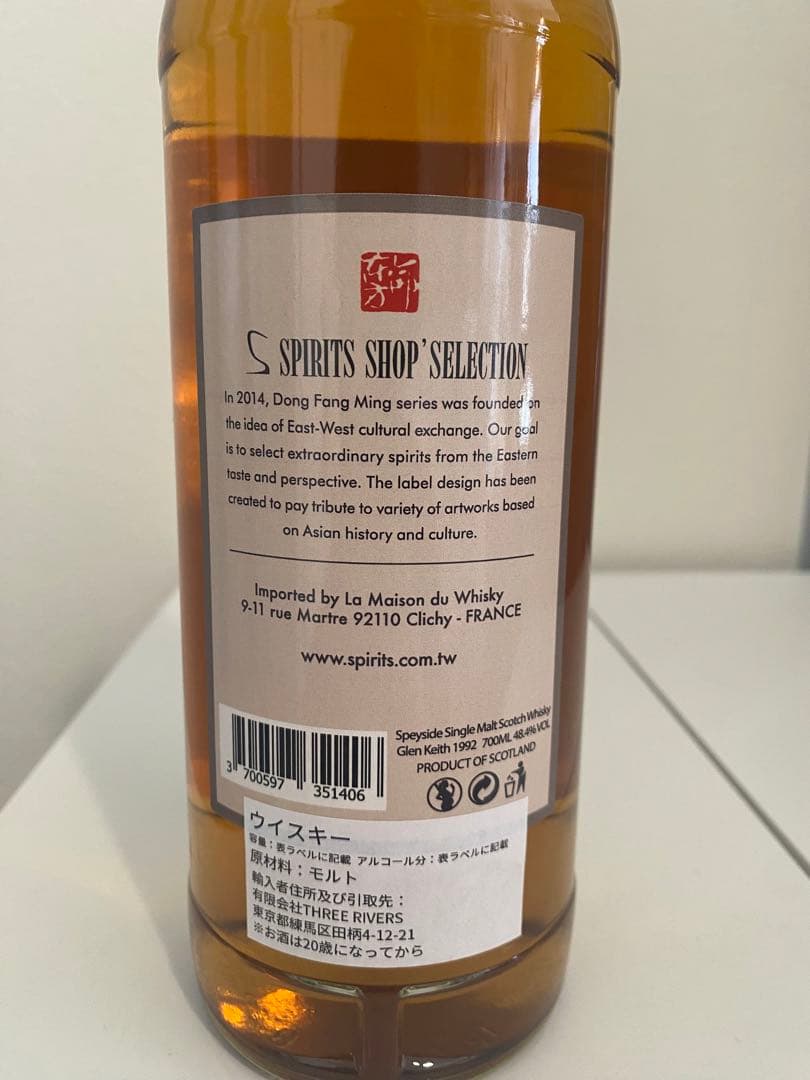 東方
明
S SPIRITS SHOP' SELECTION
In 2014, Dong Fang Ming series was founded on
the idea of East-West cultural exchange. Our goal
is to select extraordinary spirits from the Eastern
taste and perspective. The label design has been
created to pay tribute to variety of artworks based
on Asian history and culture.
Imported by La Maison du Whisky
9-11 rue Martre 92110 Clichy - FRANCE
www.spirits.com.tw
Speyside Single Malt Scotch Whisky
Glen Keith 1992 700ML 48.4% VOL
PRODUCT OF SCOTLAND
3 700597 351406
ウイスキー
容量：表ラベルに記載 アルコール分：表ラベルに記載
原材料：モルト
輸入者住所及び引取先：
有限会社THREE RIVERS
東京都練馬区田柄4-12-21
※お酒は20歳になってから